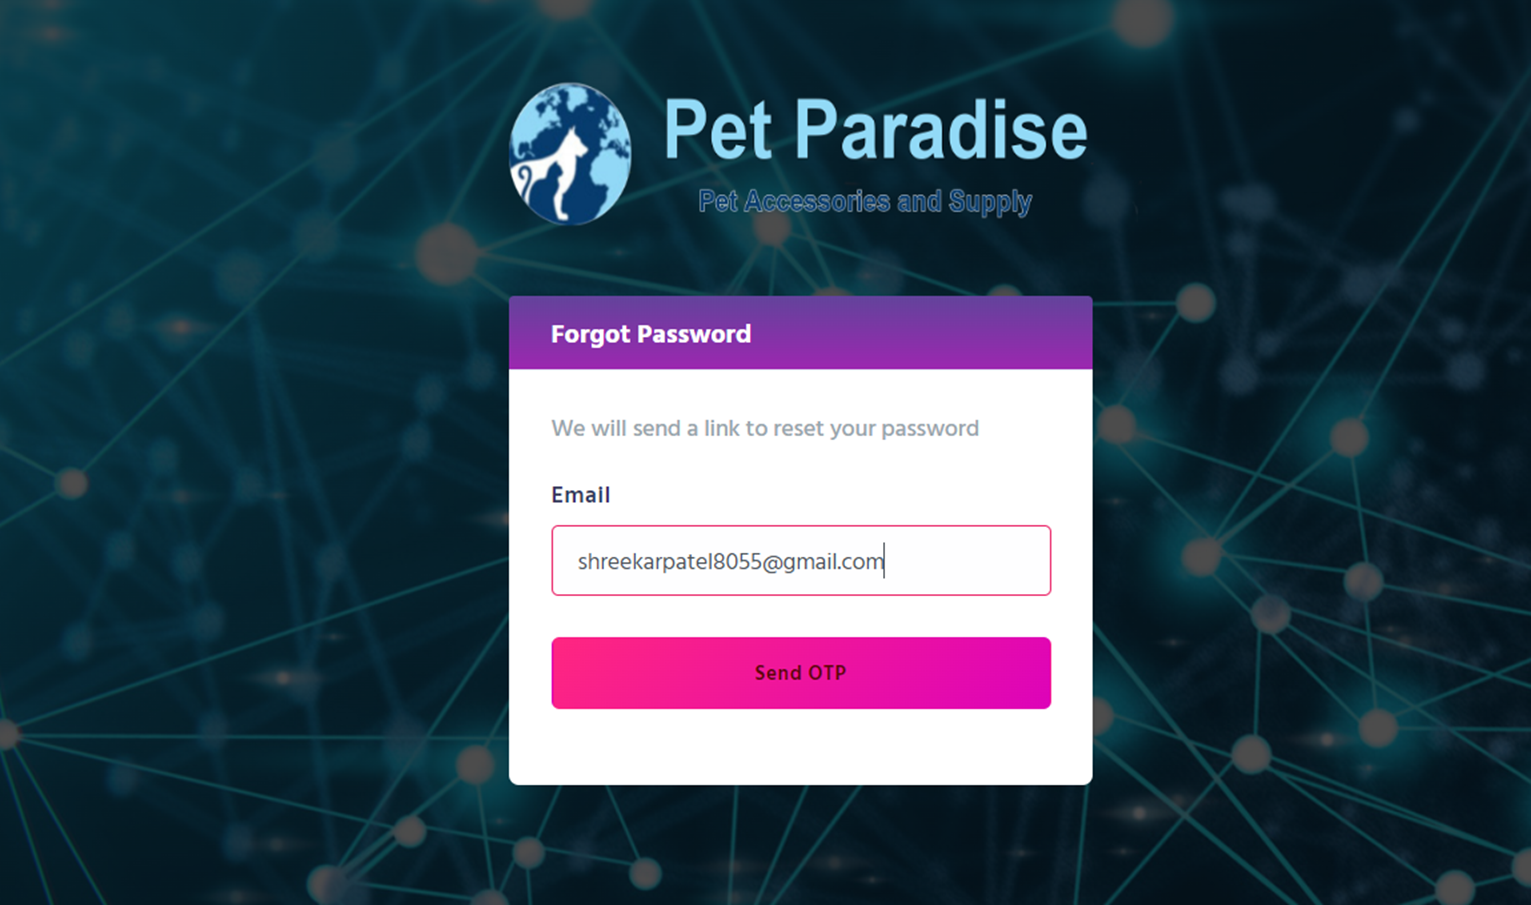 Pet Paradise
Pet Accessories and Supply
Forgot Password
We will send a link to reset your password
Email
shreekarpatel8055@gmail.com
Send OTP